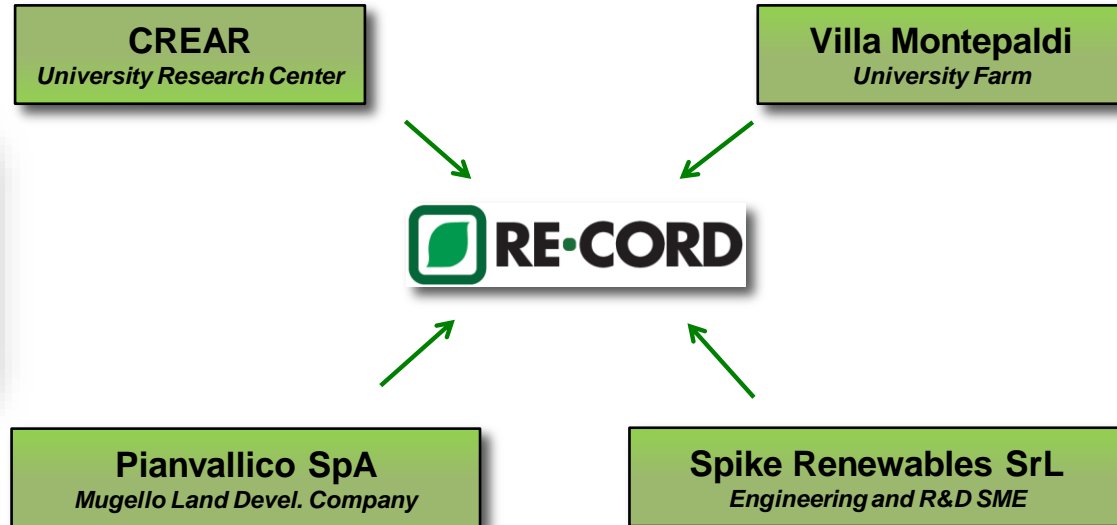 CREAR
University Research Center
Villa Montepaldi
University Farm
RE·CORD
Pianvallico SpA
Mugello Land Devel. Company
Spike Renewables SrL
Engineering and R&D SME